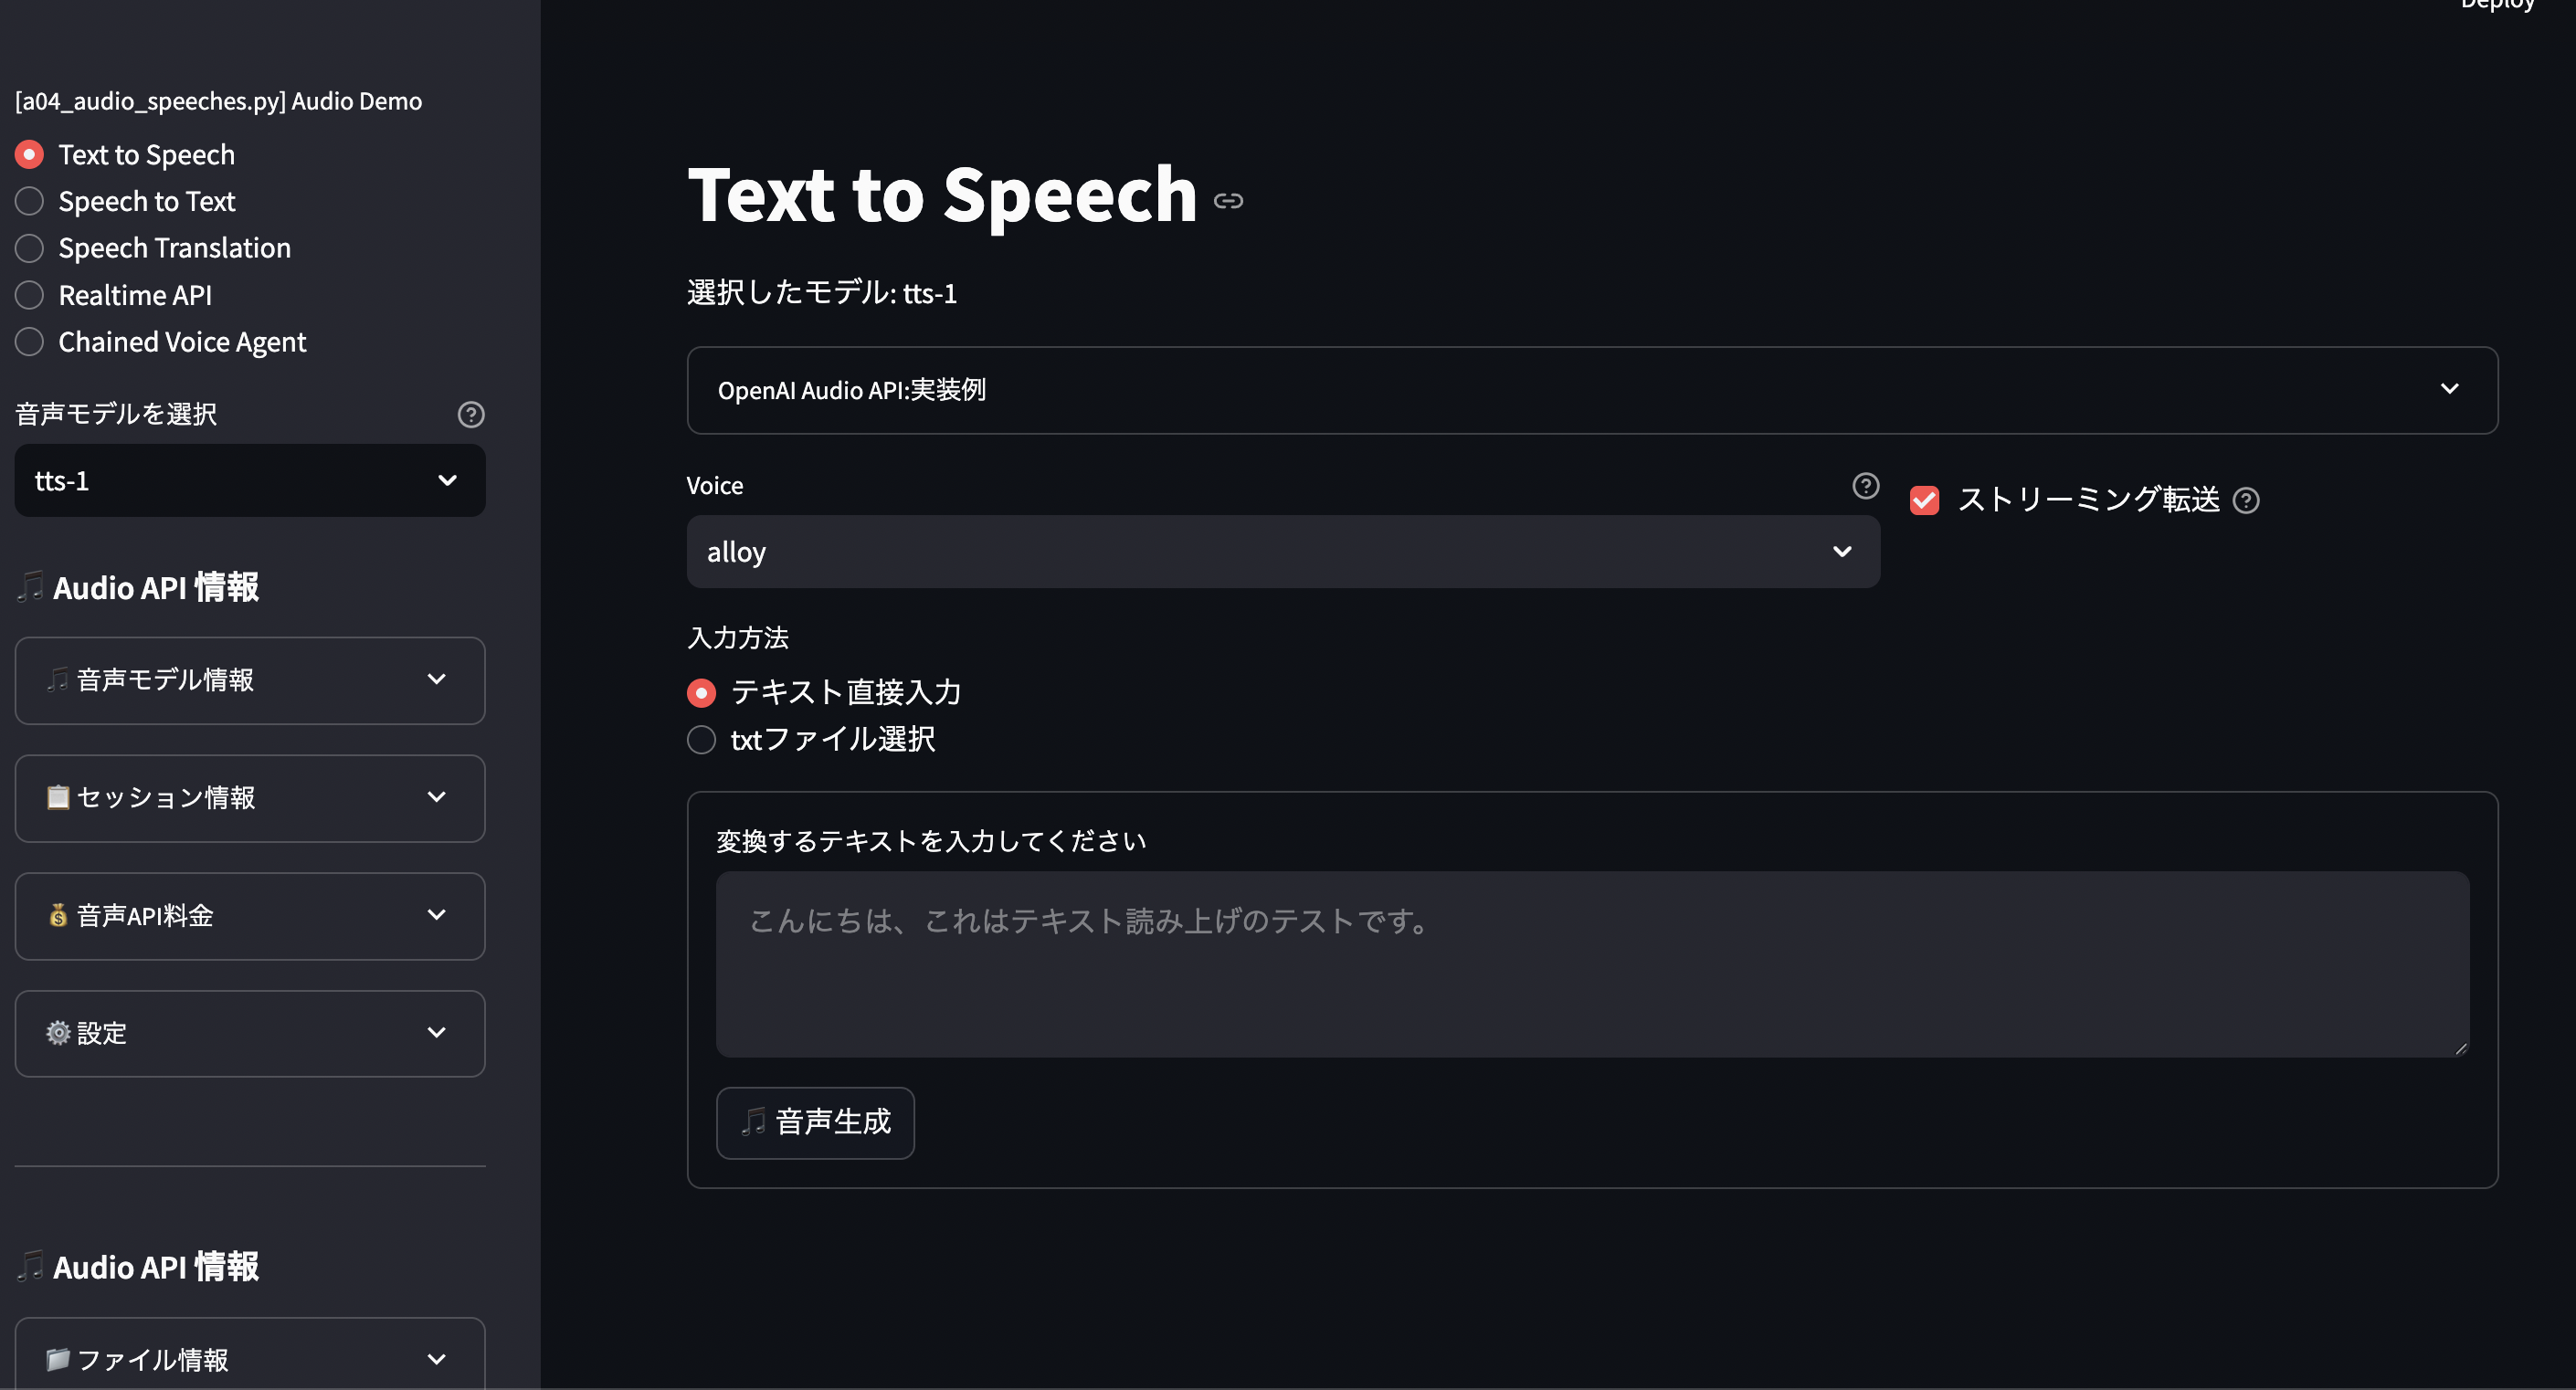 Deploy
[a04_audio_speeches.py] Audio Demo
Text to Speech
Speech to Text
Speech Translation
Realtime API
Chained Voice Agent
音声モデルを選択
tts-1
🎵 Audio API 情報
🎵 音声モデル情報
📋 セッション情報
💰 音声API料金
⚙️ 設定
🎵 Audio API 情報
📁 ファイル情報
Text to Speech
選択したモデル: tts-1
OpenAI Audio API:実装例
Voice
ストリーミング転送
alloy
入力方法
テキスト直接入力
txtファイル選択
変換するテキストを入力してください
こんにちは、これはテキスト読み上げのテストです。
🎵 音声生成